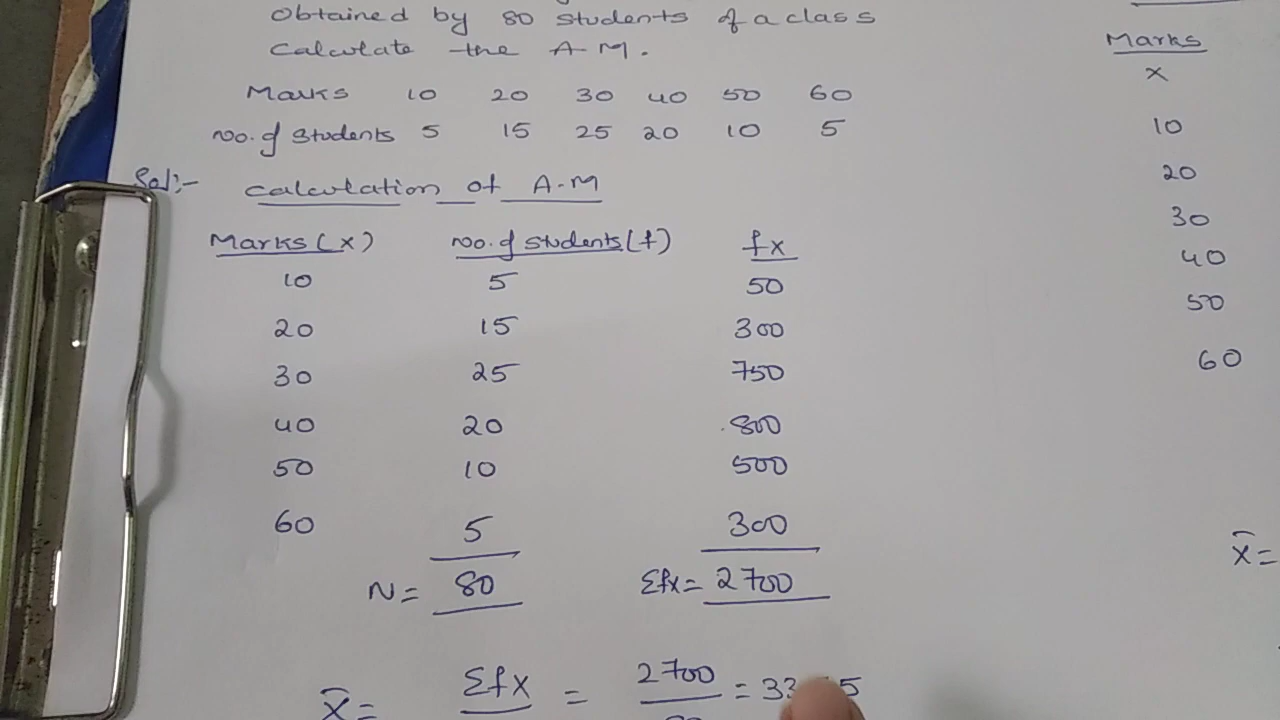 Obtained by 80 students of a class
Calculate the A-M.
Marks 10 20 30 40 50 60
No. of students 5 15 25 20 10 5
Sol:-
Calculation of A-M
Marks (x) No. of students (f) fx
10 5 50
20 15 300
30 25 750
40 20 800
50 10 500
60 5 300
N = 80 Σfx = 2700
x̄ = Σfx = 2700 =
Marks
x
10
20
30
40
50
60
x̄ =